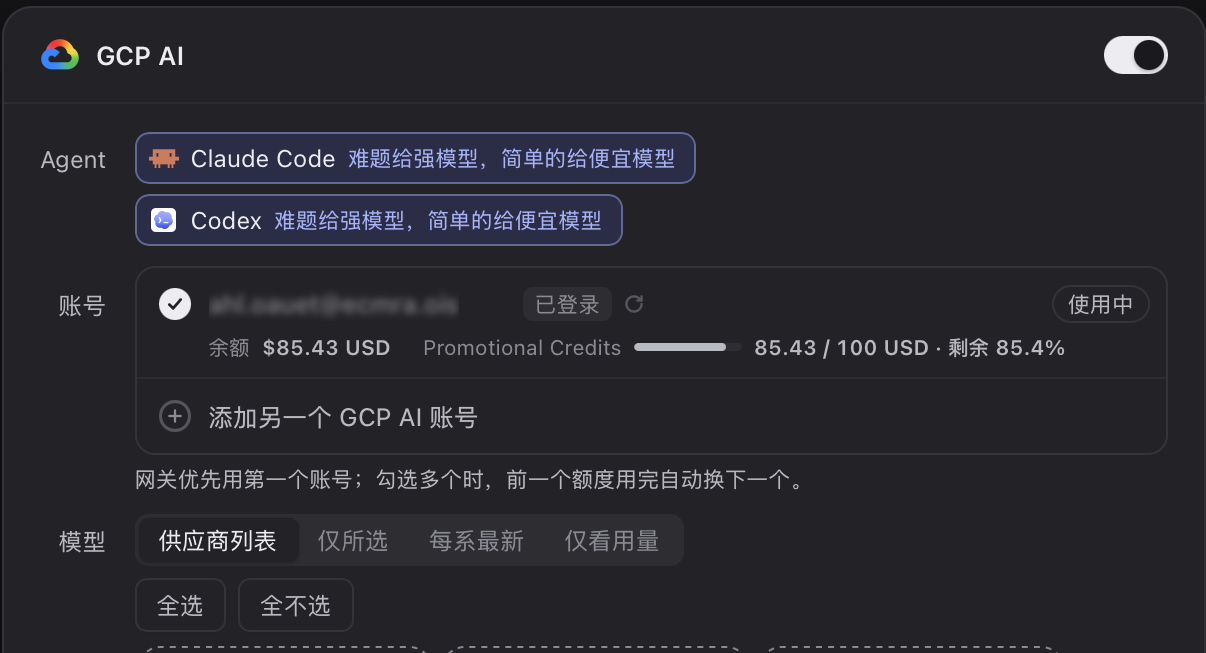 GCP AI
Agent
Claude Code 难题给强模型，简单的给便宜模型
Codex 难题给强模型，简单的给便宜模型
账号
已登录
使用中
余额 $85.43 USD Promotional Credits 85.43 / 100 USD · 剩余 85.4%
添加另一个 GCP AI 账号
网关优先用第一个账号；勾选多个时，前一个额度用完自动换下一个。
模型 供应商列表 仅所选 每系最新 仅看用量
全选 全不选